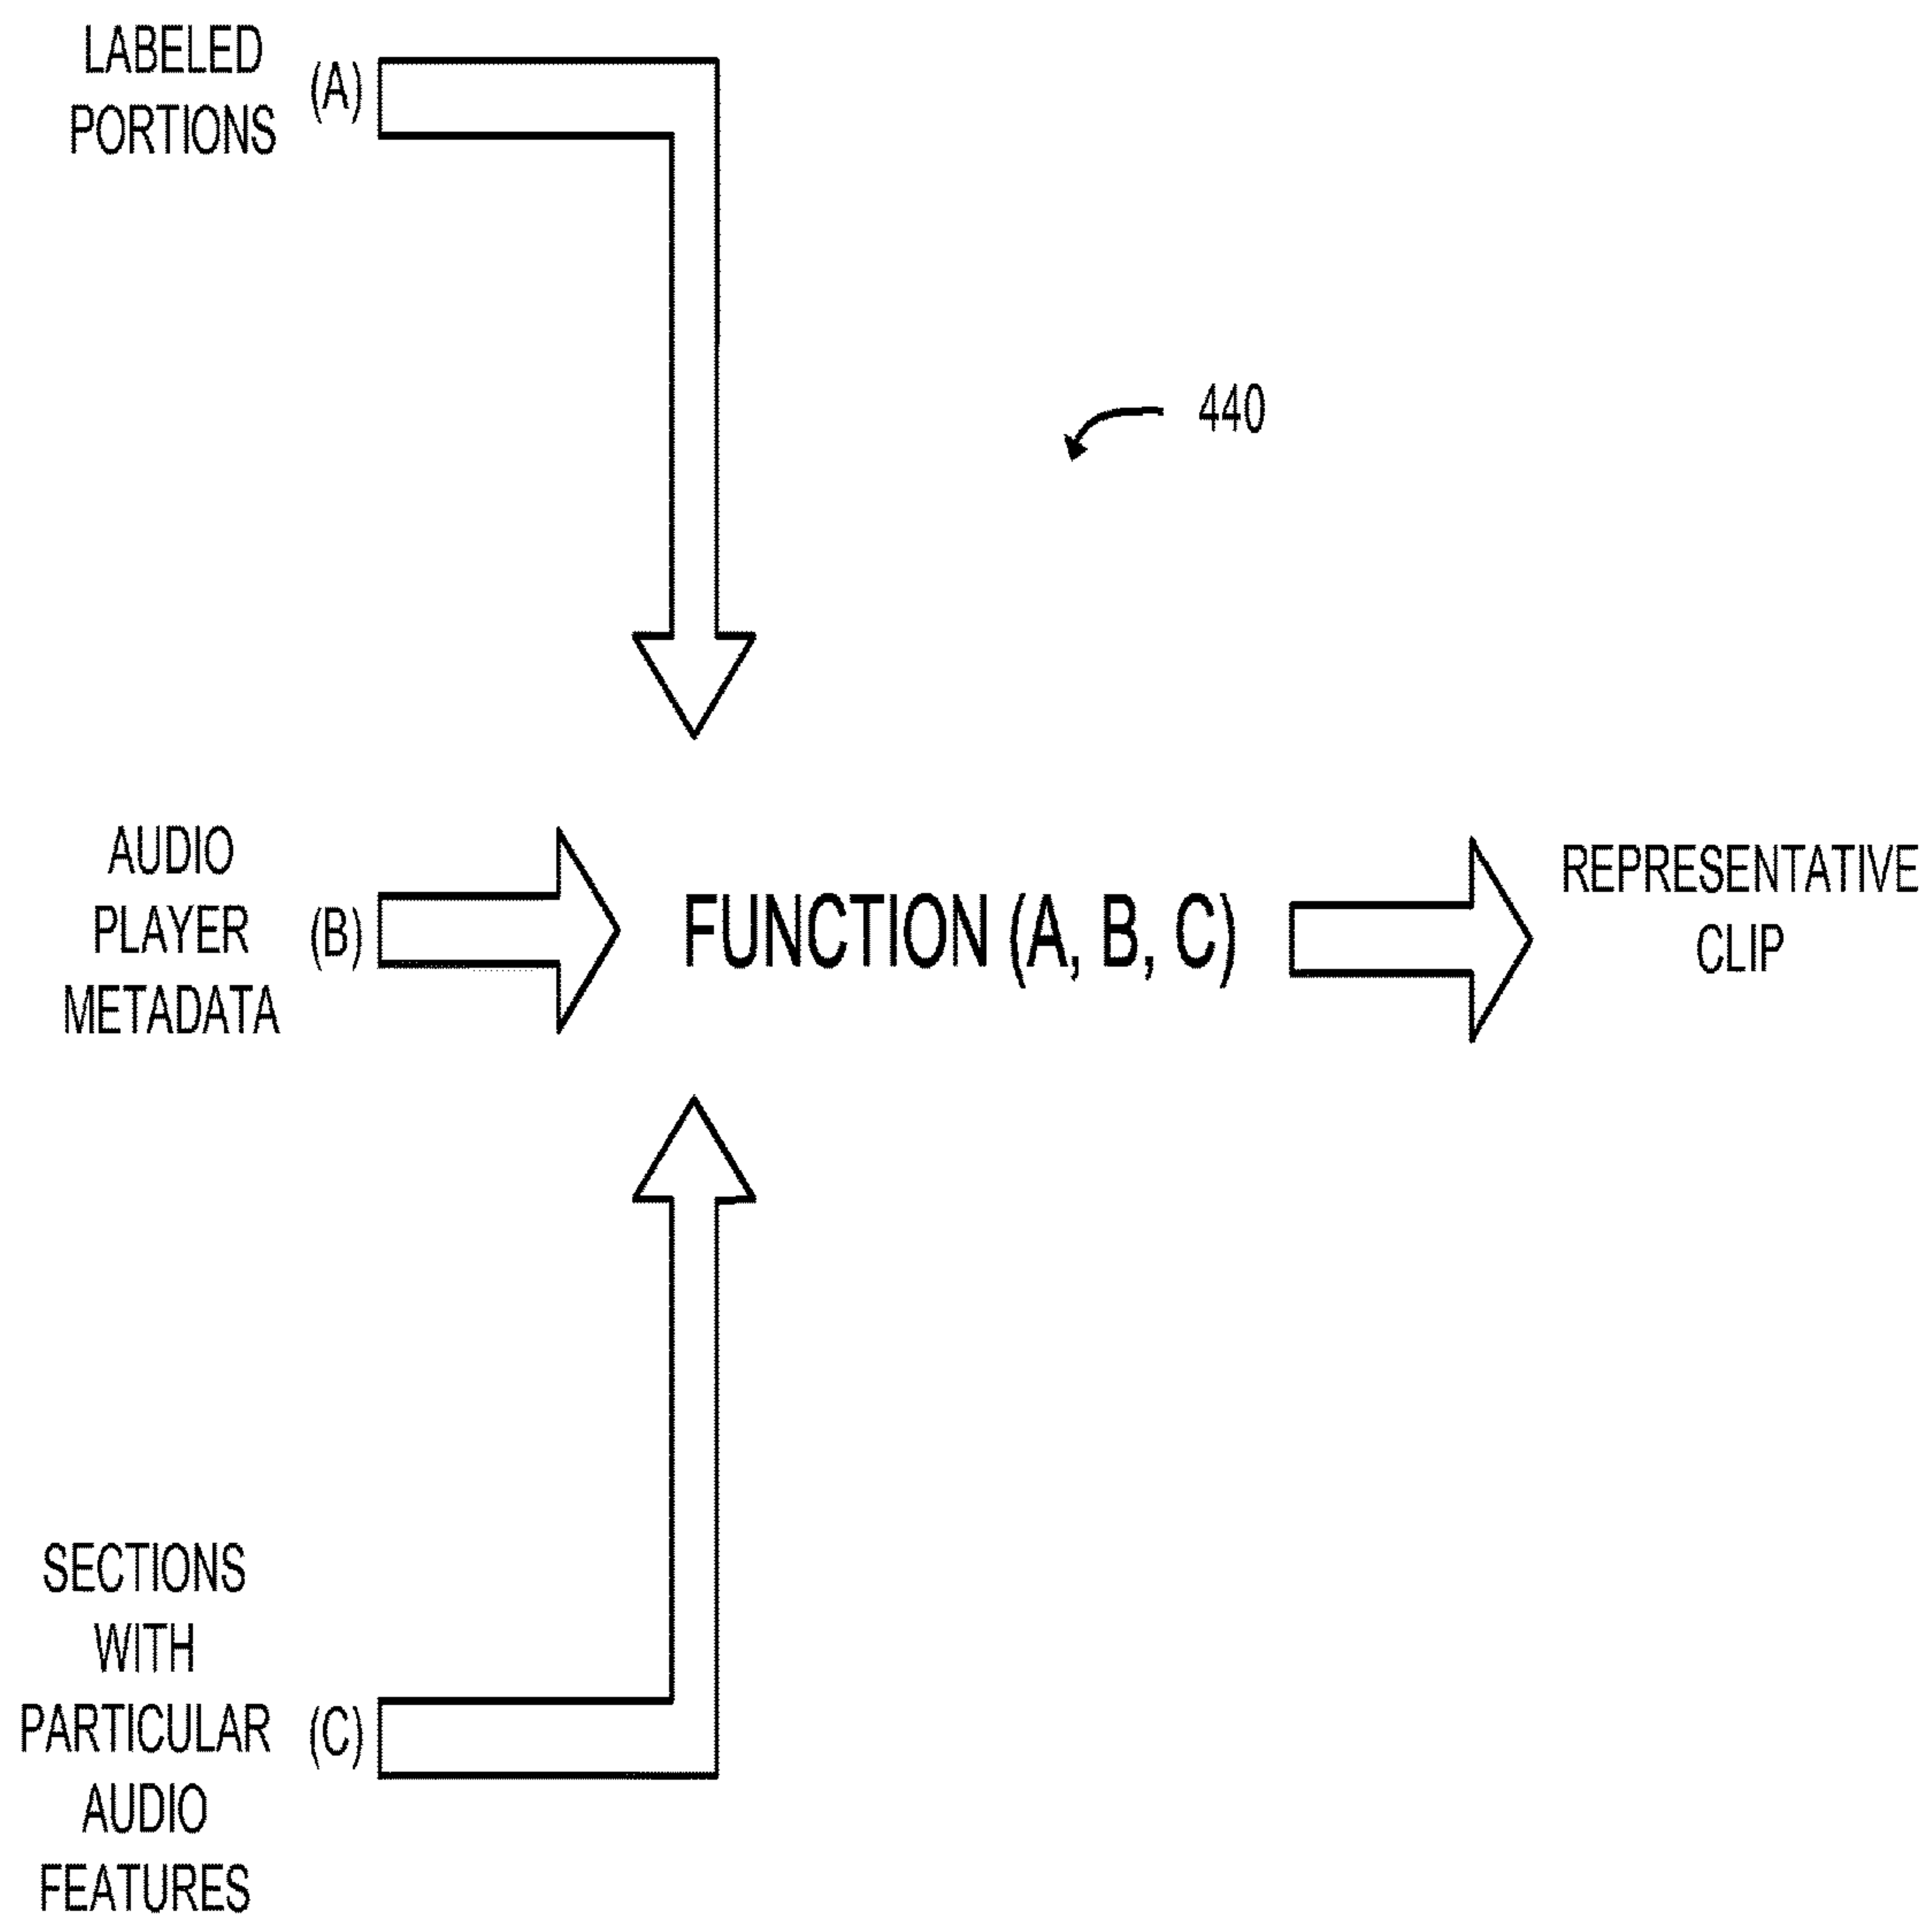 LABELED
PORTIONS
(A)
440
AUDIO
PLAYER
METADATA
(B)
FUNCTION (A, B, C)
REPRESENTATIVE
CLIP
SECTIONS
WITH
PARTICULAR
AUDIO
FEATURES
(C)